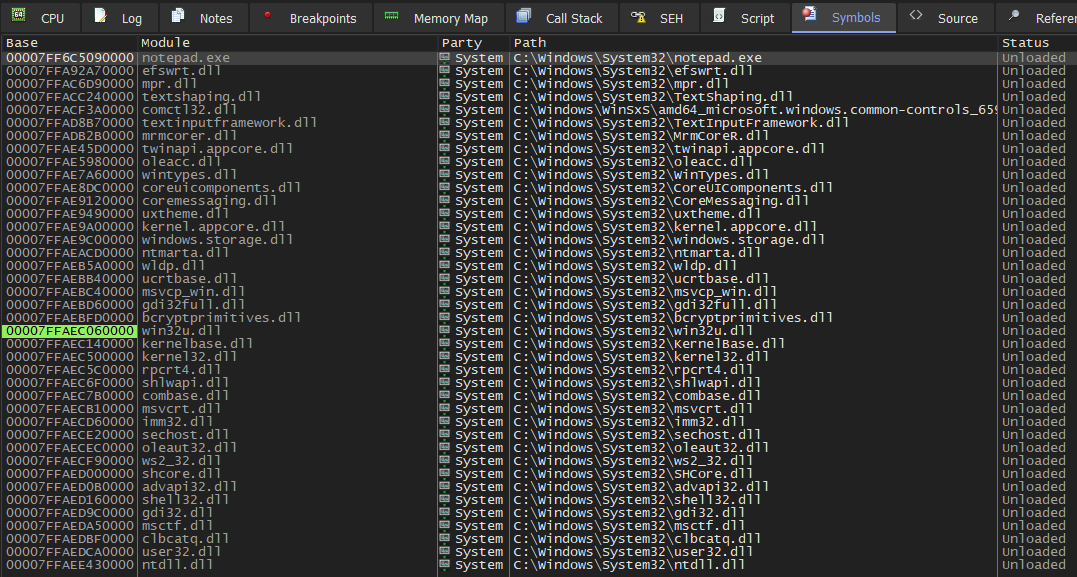 CPU Log Notes Breakpoints Memory Map Call Stack SEH Script Symbols Source Referen
Base Module Party Path Status
00007FF6C5090000 notepad.exe System C:\Windows\System32\notepad.exe Unloaded
00007FFA92A70000 efswrt.dll System C:\Windows\System32\efswrt.dll Unloaded
00007FFAC6D90000 mpr.dll System C:\Windows\System32\mpr.dll Unloaded
00007FFACC240000 textshaping.dll System C:\Windows\System32\TextShaping.dll Unloaded
00007FFACF3A0000 comctl32.dll System C:\Windows\WinSxS\amd64_microsoft.windows.common-controls_659 Unloaded
00007FFAD8B70000 textinputframework.dll System C:\Windows\System32\TextInputFramework.dll Unloaded
00007FFADB2B0000 mrmcorer.dll System C:\Windows\System32\MrmCoreR.dll Unloaded
00007FFAE45D0000 twinapi.appcore.dll System C:\Windows\System32\twinapi.appcore.dll Unloaded
00007FFAE5980000 oleacc.dll System C:\Windows\System32\oleacc.dll Unloaded
00007FFAE7A60000 wintypes.dll System C:\Windows\System32\WinTypes.dll Unloaded
00007FFAE8DC0000 coreuicomponents.dll System C:\Windows\System32\CoreUIComponents.dll Unloaded
00007FFAE9120000 coremessaging.dll System C:\Windows\System32\CoreMessaging.dll Unloaded
00007FFAE9490000 uxtheme.dll System C:\Windows\System32\uxtheme.dll Unloaded
00007FFAE9A00000 kernel.appcore.dll System C:\Windows\System32\kernel.appcore.dll Unloaded
00007FFAE9C00000 windows.storage.dll System C:\Windows\System32\windows.storage.dll Unloaded
00007FFAEACD0000 ntmarta.dll System C:\Windows\System32\ntmarta.dll Unloaded
00007FFAEB5A0000 wldp.dll System C:\Windows\System32\wldp.dll Unloaded
00007FFAEBB40000 ucrtbase.dll System C:\Windows\System32\ucrtbase.dll Unloaded
00007FFAEBC40000 msvcp_win.dll System C:\Windows\System32\msvcp_win.dll Unloaded
00007FFAEBD60000 gdi32full.dll System C:\Windows\System32\gdi32full.dll Unloaded
00007FFAEBFD0000 bcryptprimitives.dll System C:\Windows\System32\bcryptprimitives.dll Unloaded
00007FFAEC060000 win32u.dll System C:\Windows\System32\win32u.dll Unloaded
00007FFAEC140000 kernelbase.dll System C:\Windows\System32\KernelBase.dll Unloaded
00007FFAEC500000 kernel32.dll System C:\Windows\System32\kernel32.dll Unloaded
00007FFAEC5C0000 rpcrt4.dll System C:\Windows\System32\rpcrt4.dll Unloaded
00007FFAEC6F0000 shlwapi.dll System C:\Windows\System32\shlwapi.dll Unloaded
00007FFAEC7B0000 combase.dll System C:\Windows\System32\combase.dll Unloaded
00007FFAECB10000 msvcrt.dll System C:\Windows\System32\msvcrt.dll Unloaded
00007FFAECD60000 imm32.dll System C:\Windows\System32\imm32.dll Unloaded
00007FFAECE20000 sechost.dll System C:\Windows\System32\sechost.dll Unloaded
00007FFAECEC0000 oleaut32.dll System C:\Windows\System32\oleaut32.dll Unloaded
00007FFAECF90000 ws2_32.dll System C:\Windows\System32\ws2_32.dll Unloaded
00007FFAED000000 shcore.dll System C:\Windows\System32\SHCore.dll Unloaded
00007FFAED0B0000 advapi32.dll System C:\Windows\System32\advapi32.dll Unloaded
00007FFAED160000 shell32.dll System C:\Windows\System32\shell32.dll Unloaded
00007FFAED9C0000 gdi32.dll System C:\Windows\System32\gdi32.dll Unloaded
00007FFAEDA50000 msctf.dll System C:\Windows\System32\msctf.dll Unloaded
00007FFAEDBF0000 clbcatq.dll System C:\Windows\System32\clbcatq.dll Unloaded
00007FFAEDCA0000 user32.dll System C:\Windows\System32\user32.dll Unloaded
00007FFAEE430000 ntdll.dll System C:\Windows\System32\ntdll.dll Unloaded